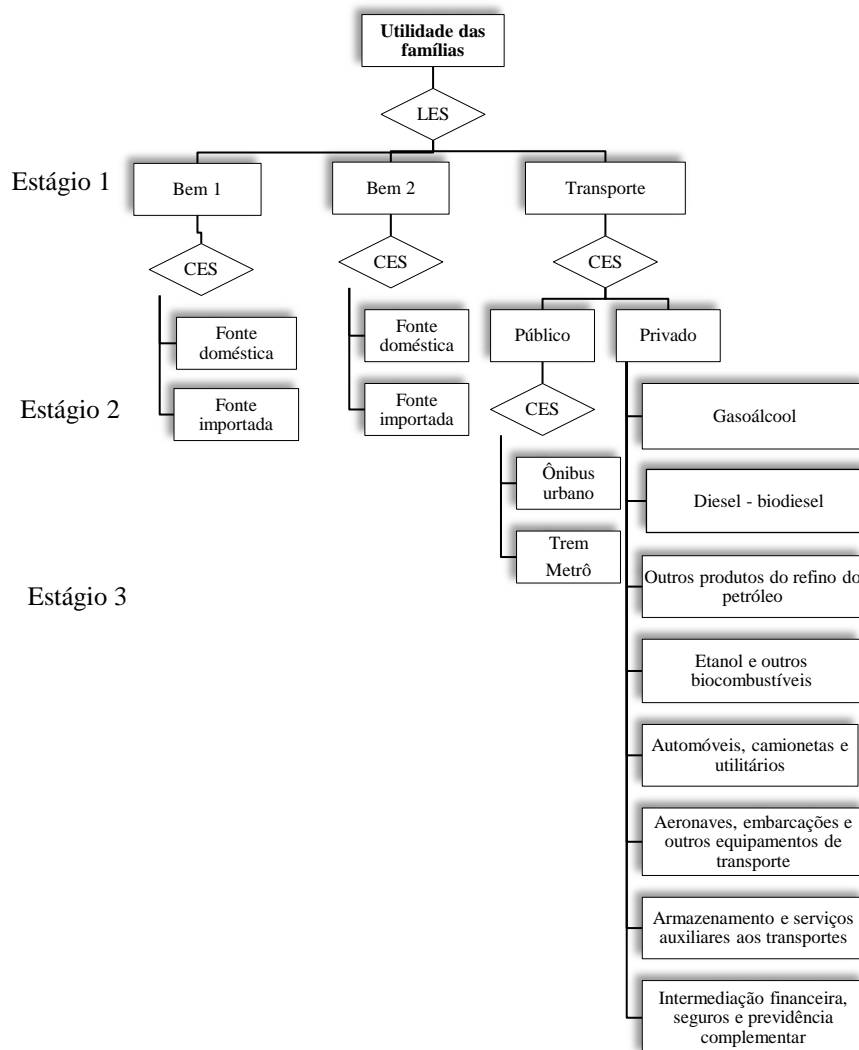 Utilidade das
famílias
LES
Estágio 1
Bem 1
Bem 2
Transporte
CES
CES
CES
Fonte
doméstica
Fonte
doméstica
Público
Privado
Estágio 2
Fonte
importada
Fonte
importada
CES
Gasoálcool
Ônibus
urbano
Diesel - biodiesel
Trem
Metrô
Estágio 3
Outros produtos do refino do
petróleo
Etanol e outros
biocombustíveis
Automóveis, camionetas e
utilitários
Aeronaves, embarcações e
outros equipamentos de
transporte
Armazenamento e serviços
auxiliares aos transportes
Intermediação financeira,
seguros e previdência
complementar